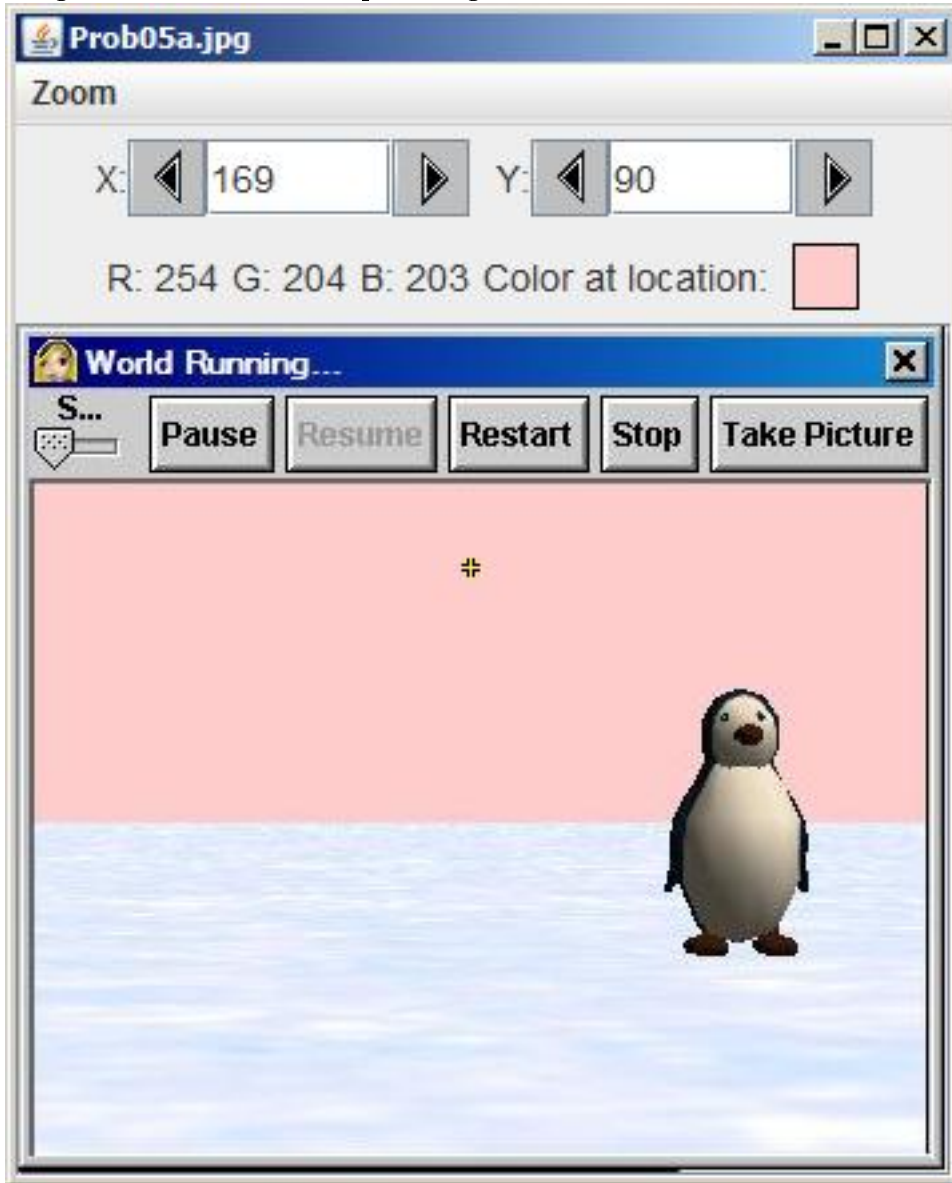 Prob05a.jpg
Zoom
X: 169 Y: 90
R: 254 G: 204 B: 203 Color at location:
World Running...
S... Pause Resume Restart Stop Take Picture